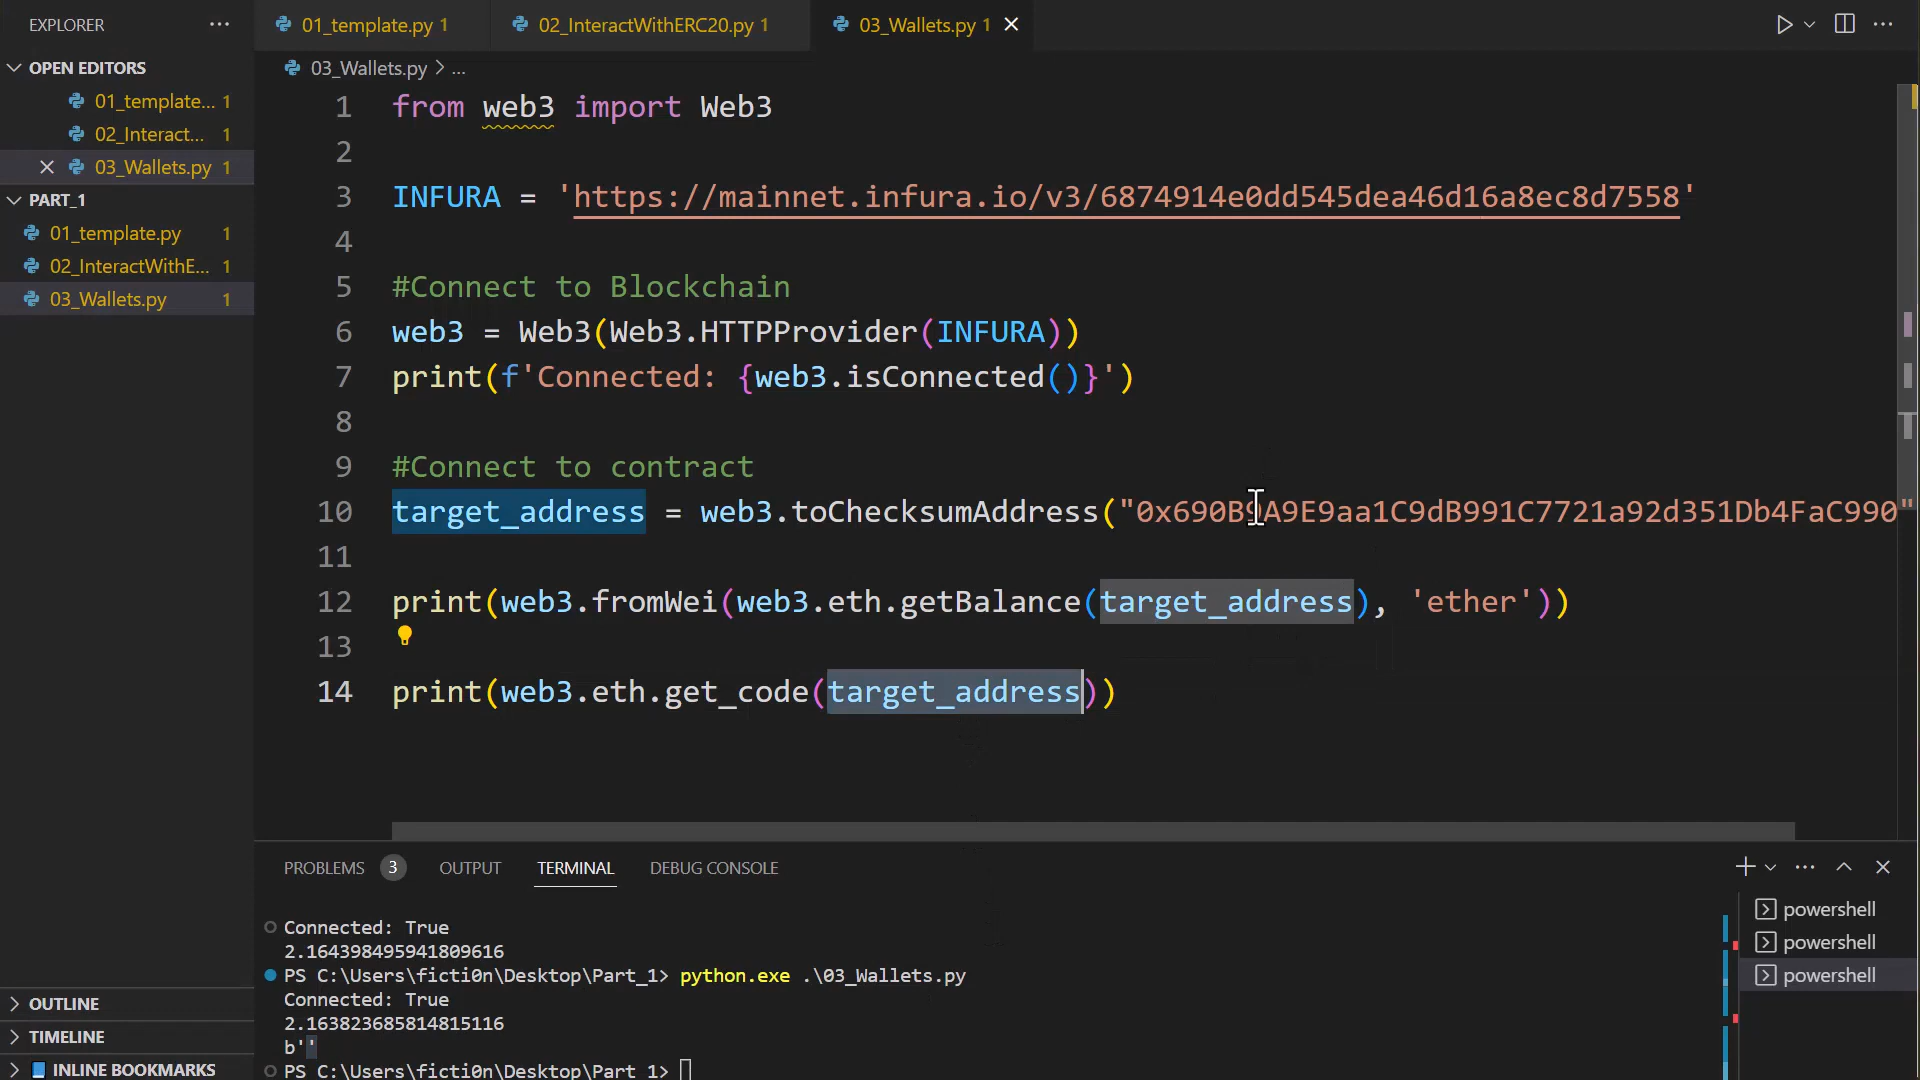 EXPLORER
OPEN EDITORS
01_template... 1
02_Interact... 1
03_Wallets.py 1
PART_1
01_template.py 1
02_InteractWithE... 1
03_Wallets.py 1
OUTLINE
TIMELINE
INLINE BOOKMARKS
01_template.py 1
02_InteractWithERC20.py 1
03_Wallets.py 1
03_Wallets.py > ...
1 from web3 import Web3
2
3 INFURA = 'https://mainnet.infura.io/v3/6874914e0dd545dea46d16a8ec8d7558'
4
5 #Connect to Blockchain
6 web3 = Web3(Web3.HTTPProvider(INFURA))
7 print(f'Connected: {web3.isConnected()}')
8
9 #Connect to contract
10 target_address = web3.toChecksumAddress("0x690B9A9E9aa1C9dB991C7721a92d351Db4FaC990"
11
12 print(web3.fromWei(web3.eth.getBalance(target_address), 'ether'))
13
14 print(web3.eth.get_code(target_address))
PROBLEMS 3 OUTPUT TERMINAL DEBUG CONSOLE
Connected: True
2.164398495941809616
PS C:\Users\ficti0n\Desktop\Part_1> python.exe .\03_Wallets.py
Connected: True
2.163823685814815116
b''
PS C:\Users\ficti0n\Desktop\Part_1>
powershell
powershell
powershell